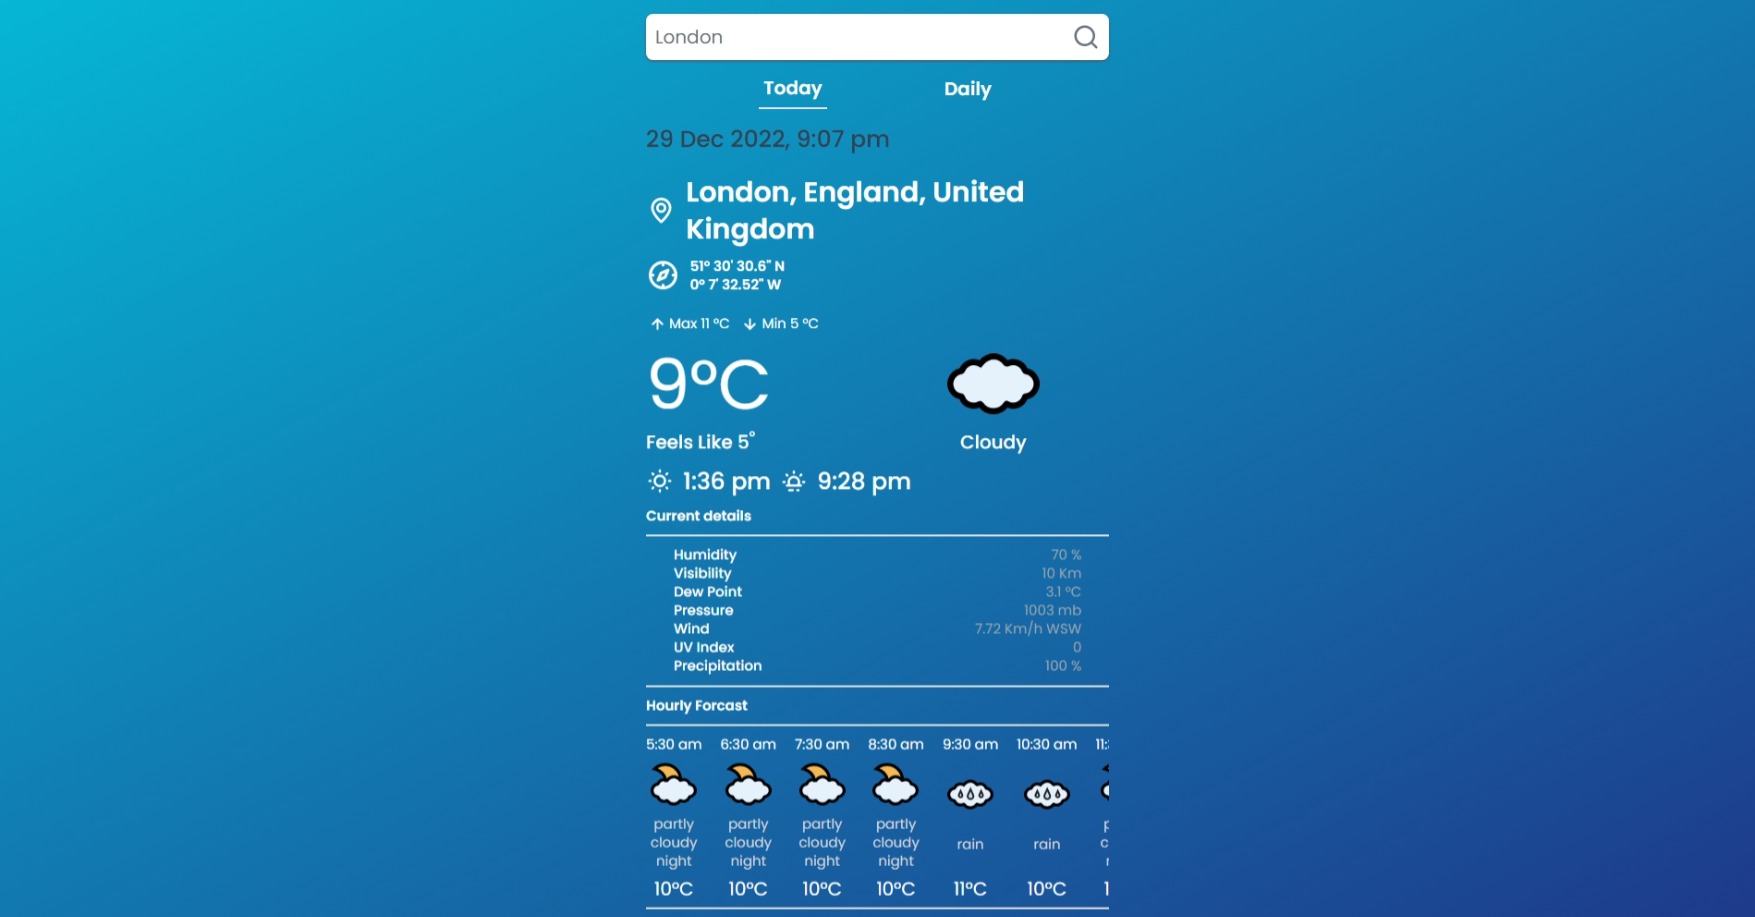 London
Today Daily
29 Dec 2022, 9:07 pm
London, England, United
Kingdom
51° 30' 30.6" N
0° 7' 32.52" W
Max 11 °C Min 5 °C
9°C
Feels Like 5° Cloudy
1:36 pm 9:28 pm
Current details
Humidity 70 %
Visibility 10 Km
Dew Point 3.1 °C
Pressure 1003 mb
Wind 7.72 Km/h WSW
UV Index 0
Precipitation 100 %
Hourly Forcast
5:30 am 6:30 am 7:30 am 8:30 am 9:30 am 10:30 am 11:
partly partly partly partly p
cloudy cloudy cloudy cloudy rain rain c
night night night night
10°C 10°C 10°C 10°C 11°C 10°C 1